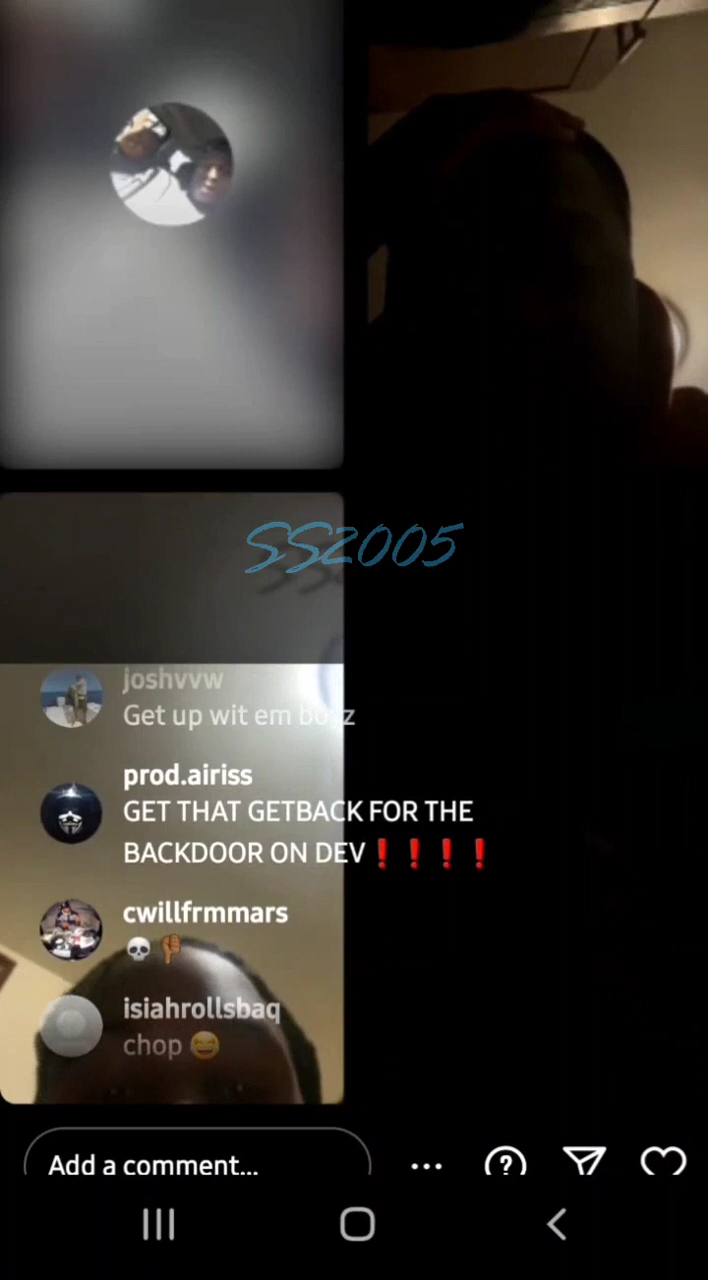 SS2005
joshvvw
Get up wit em boyz
prod.airiss
GET THAT GETBACK FOR THE
BACKDOOR ON DEV❗❗❗❗
cwillfrmmars
💀👎🏾
isiahrollsbaq
chop 😂
Add a comment...